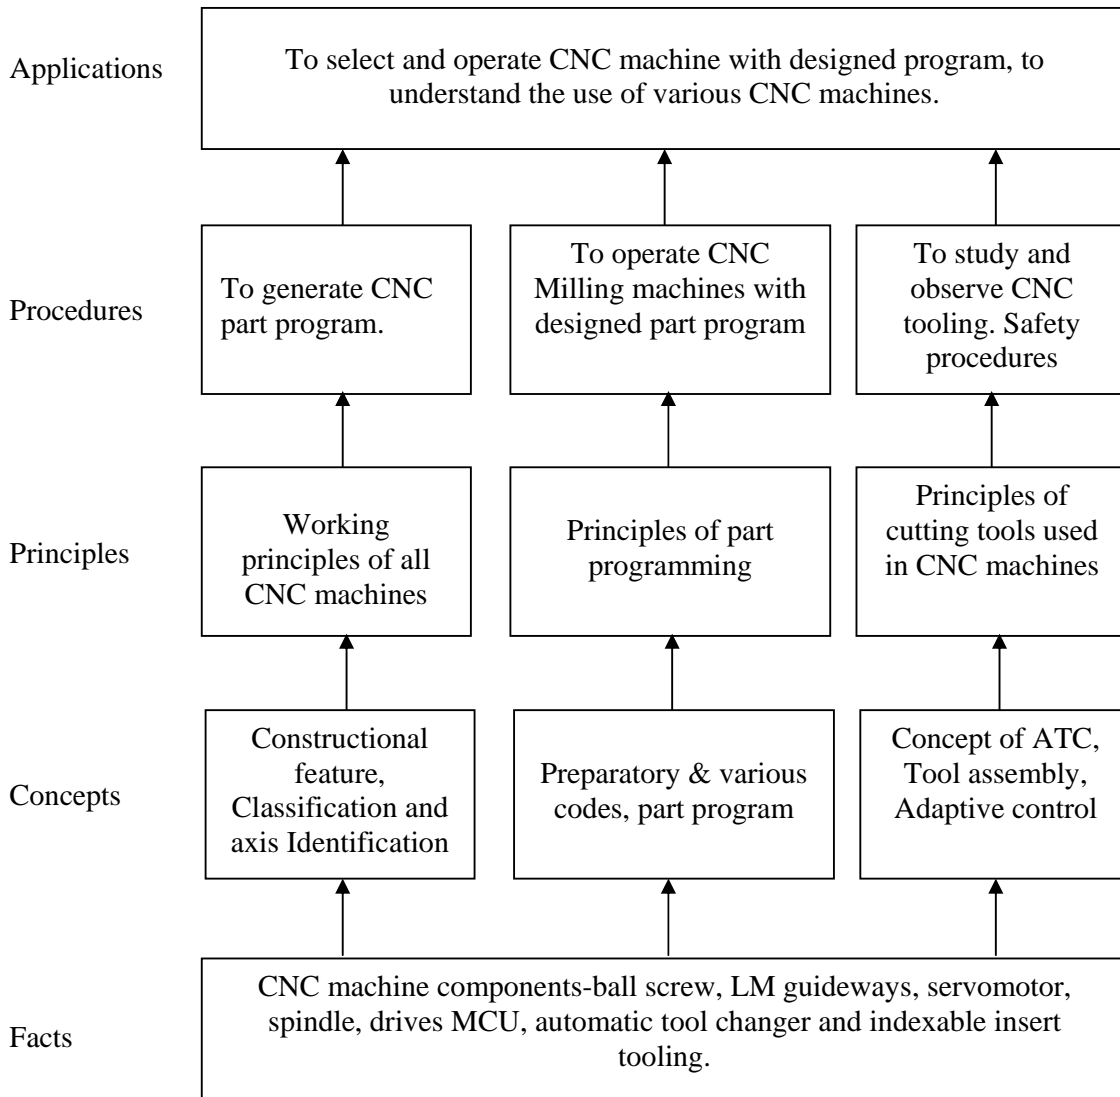 Applications
To select and operate CNC machine with designed program, to
understand the use of various CNC machines.
Procedures
To generate CNC
part program.
To operate CNC
Milling machines with
designed part program
To study and
observe CNC
tooling. Safety
procedures
Principles
Working
principles of all
CNC machines
Principles of part
programming
Principles of
cutting tools used
in CNC machines
Concepts
Constructional
feature,
Classification and
axis Identification
Preparatory & various
codes, part program
Concept of ATC,
Tool assembly,
Adaptive control
Facts
CNC machine components-ball screw, LM guideways, servomotor,
spindle, drives MCU, automatic tool changer and indexable insert
tooling.